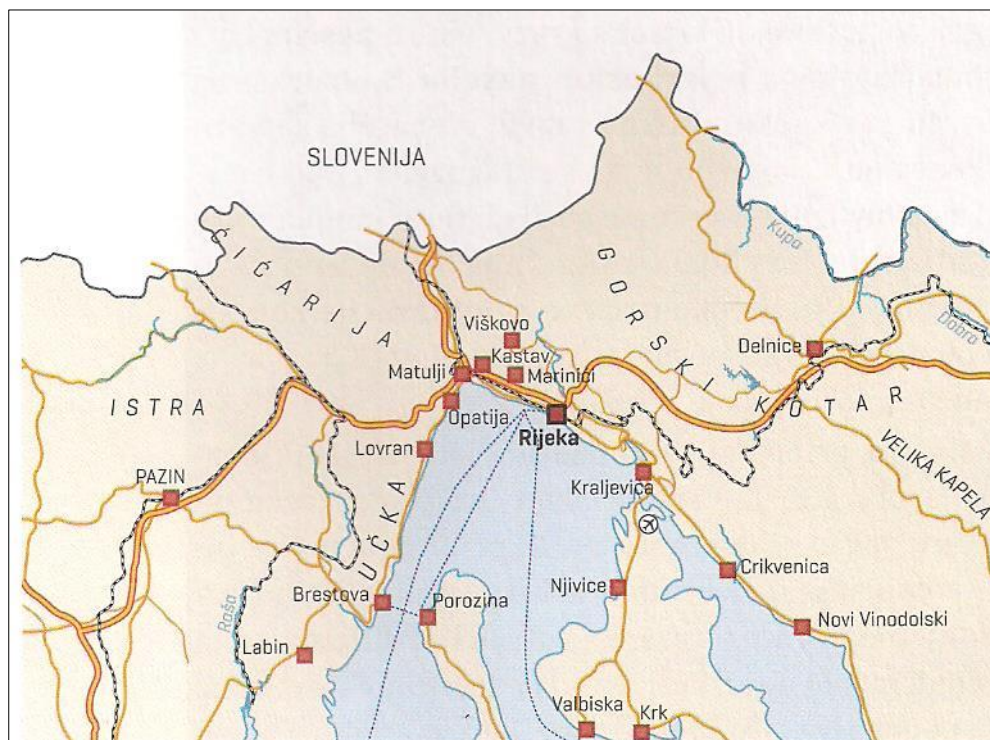 SLOVENIJA
ĆIĆARIJA
GORSKI KOTAR
Kupa
Dobra
Viškovo
Delnice
Kastav
Matulji
Marinići
ISTRA
Opatija
Rijeka
Lovran
VELIKA KAPELA
PAZIN
Kraljevica
UČKA
Crikvenica
Njivice
Brestova
Porozina
Raša
Novi Vinodolski
Labin
Valbiska
Krk